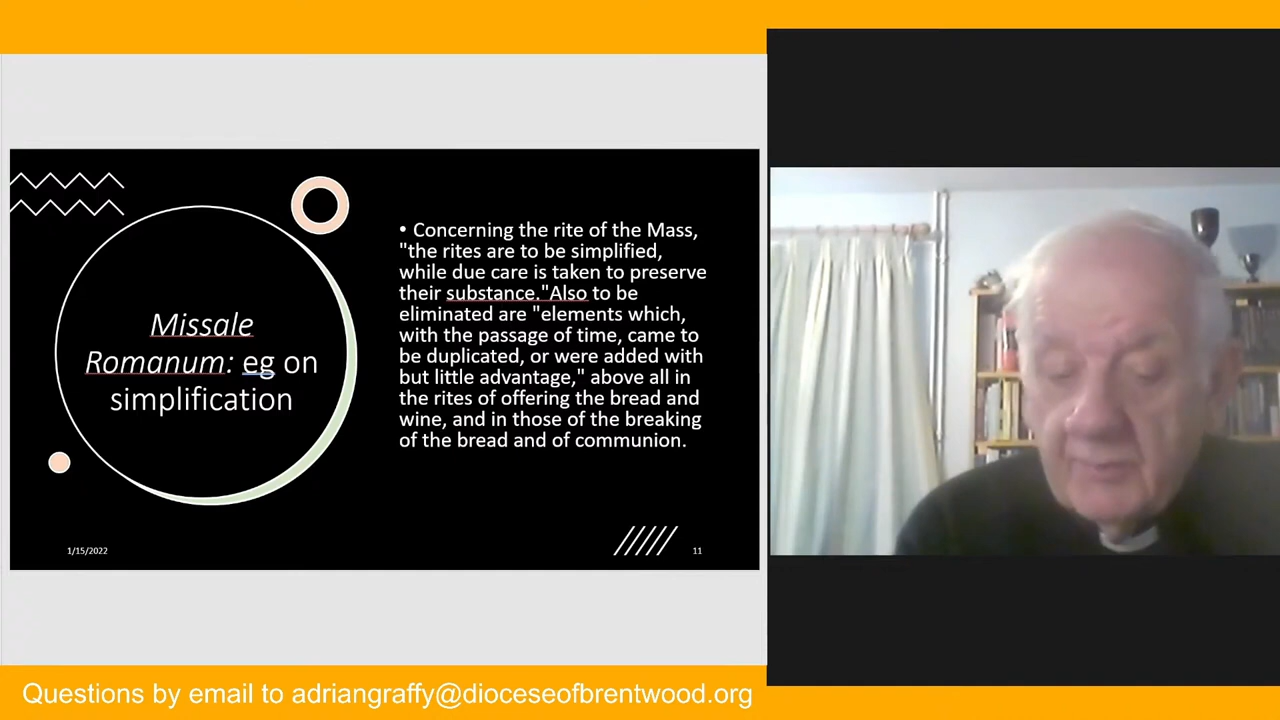 Missale
Romanum: eg on
simplification
• Concerning the rite of the Mass,
"the rites are to be simplified,
while due care is taken to preserve
their substance."Also to be
eliminated are "elements which,
with the passage of time, came to
be duplicated, or were added with
but little advantage," above all in
the rites of offering the bread and
wine, and in those of the breaking
of the bread and of communion.
1/15/2022
11
Questions by email to adriangraffy@dioceseofbrentwood.org